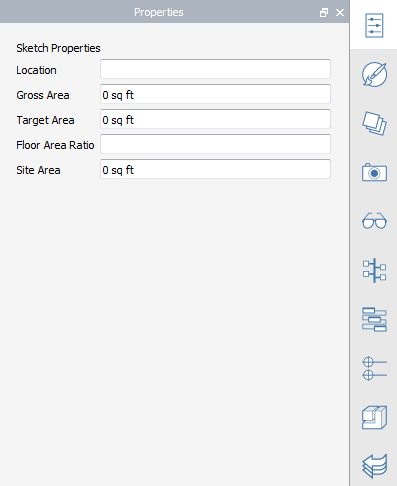 Properties
Sketch Properties
Location
Gross Area 0 sq ft
Target Area 0 sq ft
Floor Area Ratio
Site Area 0 sq ft